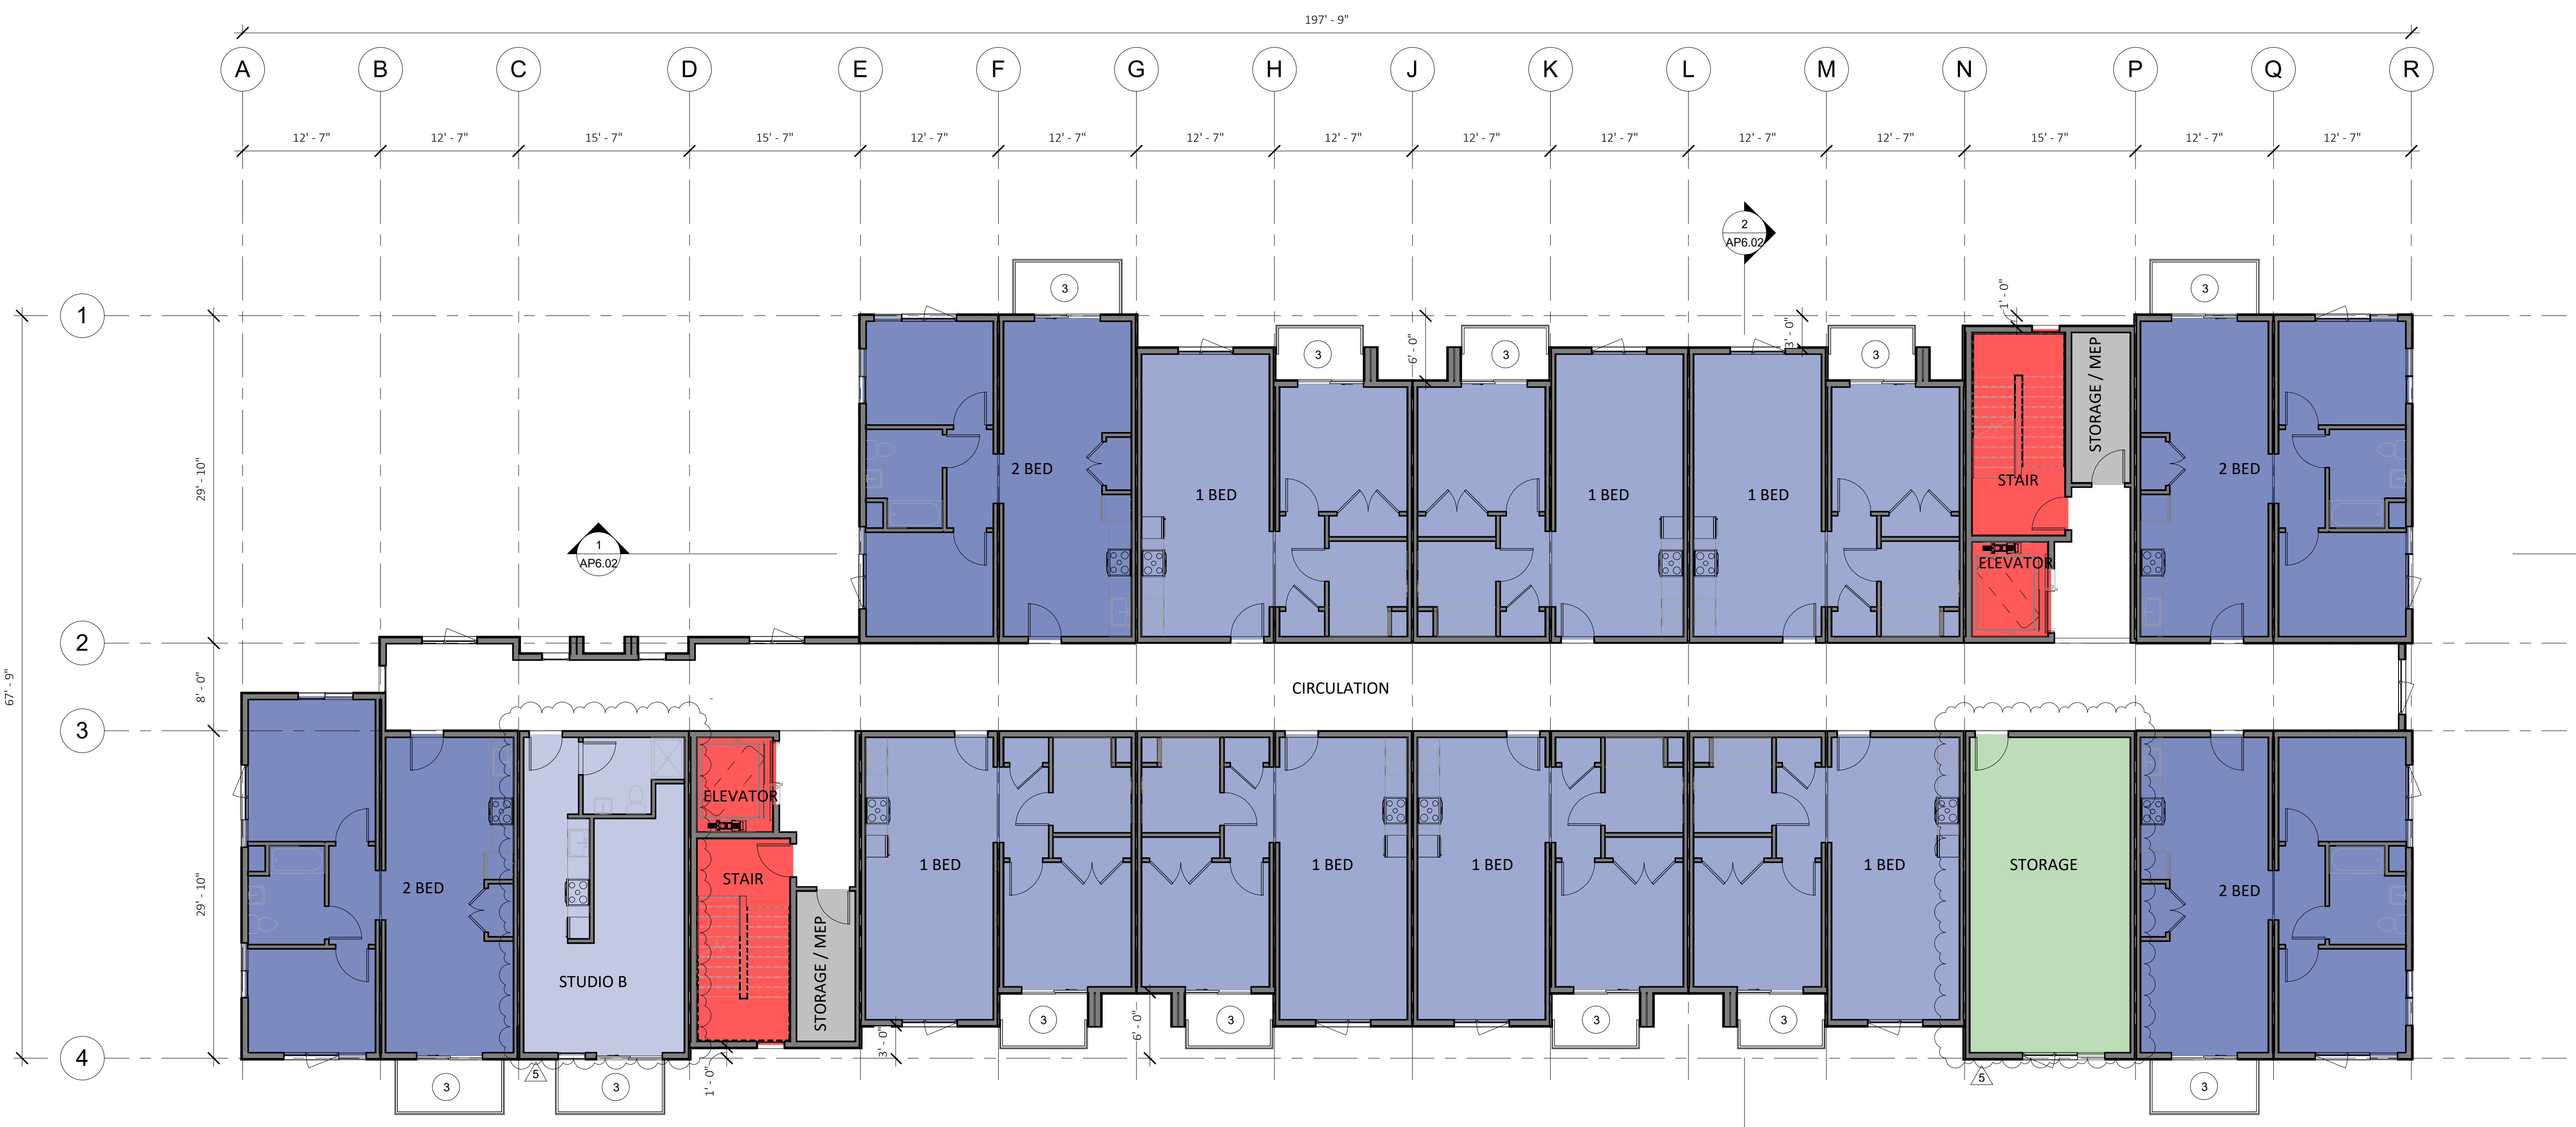 197' - 9"
A B C D E F G H J K L M N P Q R
12' - 7" 12' - 7" 15' - 7" 15' - 7" 12' - 7" 12' - 7" 12' - 7" 12' - 7" 12' - 7" 12' - 7" 12' - 7" 12' - 7" 15' - 7" 12' - 7" 12' - 7"
2
AP6.02
3
3
1' - 0"
1
3
3
6' - 0"
3' - 0"
3
STORAGE / MEP
2 BED
1 BED
1 BED
1 BED
STAIR
2 BED
29' - 10"
1
AP6.02
ELEVATOR
2
67' - 9"
8' - 0"
CIRCULATION
3
ELEVATOR
29' - 10"
2 BED
STAIR
1 BED
1 BED
1 BED
1 BED
STORAGE
2 BED
STORAGE / MEP
STUDIO B
3
3
3
3
3' - 0"
6' - 0"
4
1' - 0"
5
5
3
3
3